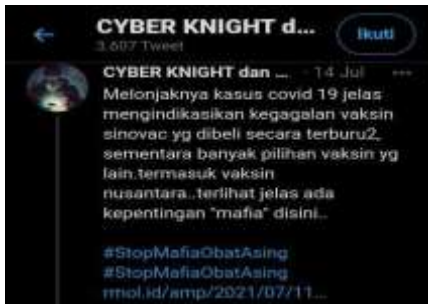 CYBER KNIGHT d...
3.607 Tweet
Ikuti
CYBER KNIGHT dan ... · 14 Jul
Melonjaknya kasus covid 19 jelas
mengindikasikan kegagalan vaksin
sinovac yg dibeli secara terburu2,
sementara banyak pilihan vaksin yg
lain.termasuk vaksin
nusantara..terlihat jelas ada
kepentingan "mafia" disini..
#StopMafiaObatAsing
#StopMafiaObatAsing
rmol.id/amp/2021/07/11...